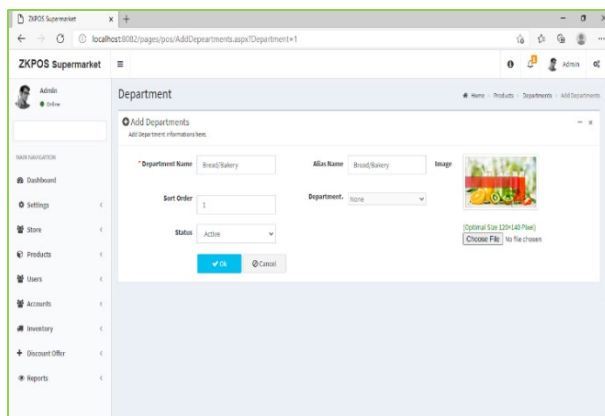 ZKPOS Supermarket
localhost:8082/pages/pos/AddDepeartments.aspx?Department=1
ZKPOS Supermarket
Admin
Admin
Online
MAIN NAVIGATION
Dashboard
Settings
Store
Products
Users
Accounts
Inventory
Discount Offer
Reports
Department
Home
Products
Departments
Add Departments
Add Departments
Add Department informations here.
*Department Name
Bread/Bakery
Alias Name
Bread/Bakery
Image
Sort Order
1
Department.
None
Status
Active
[Optimal Size 120×140 Pixel]
Choose File No file chosen
Ok
Cancel